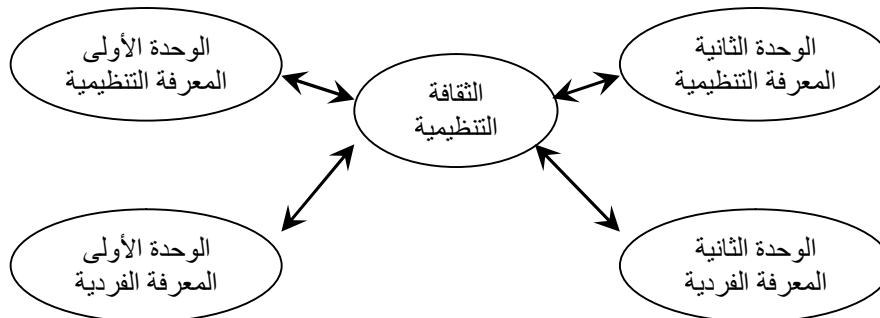 الوحدة الأولى
المعرفة التنظيمية
الوحدة الثانية
المعرفة التنظيمية
الثقافة
التنظيمية
الوحدة الأولى
المعرفة الفردية
الوحدة الثانية
المعرفة الفردية